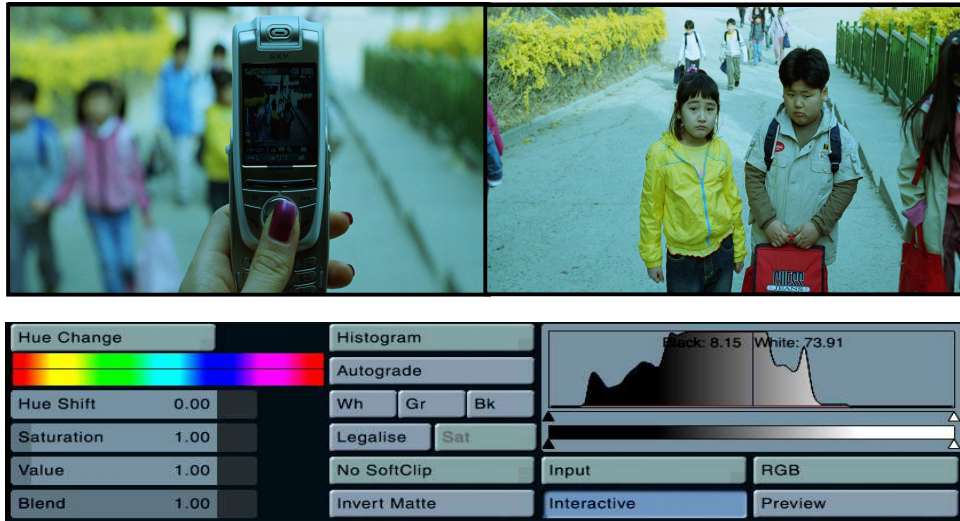 SKY
GUESS
JEANS
Hue Change
Histogram
Black: 8.15 White: 73.91
Autograde
Hue Shift 0.00
Wh Gr Bk
Saturation 1.00
Legalise Sat
Value 1.00
No SoftClip
Input
RGB
Blend 1.00
Invert Matte
Interactive
Preview